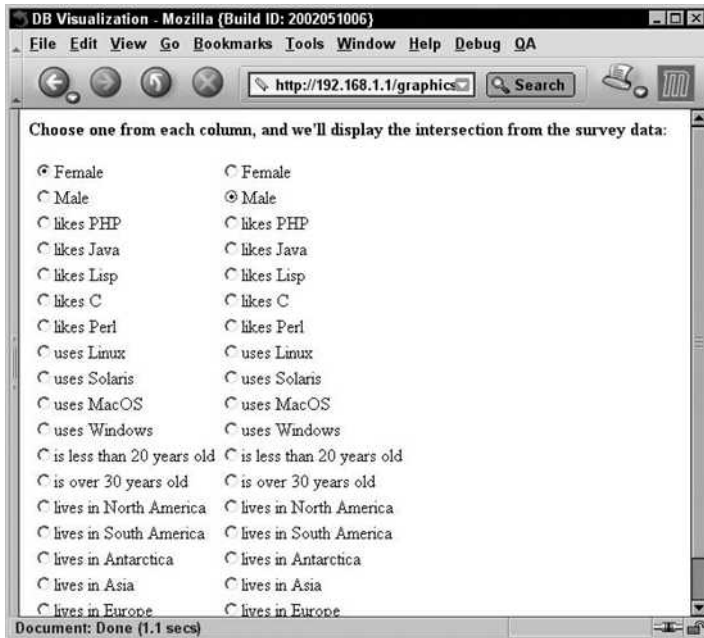 DB Visualization - Mozilla {Build ID: 2002051006}
File Edit View Go Bookmarks Tools Window Help Debug QA
http://192.168.1.1/graphics Search
Choose one from each column, and we'll display the intersection from the survey data:
Female Female
Male Male
likes PHP likes PHP
likes Java likes Java
likes Lisp likes Lisp
likes C likes C
likes Perl likes Perl
uses Linux uses Linux
uses Solaris uses Solaris
uses MacOS uses MacOS
uses Windows uses Windows
is less than 20 years old is less than 20 years old
is over 30 years old is over 30 years old
lives in North America lives in North America
lives in South America lives in South America
lives in Antarctica lives in Antarctica
lives in Asia lives in Asia
lives in Europe lives in Europe
Document: Done (1.1 secs)